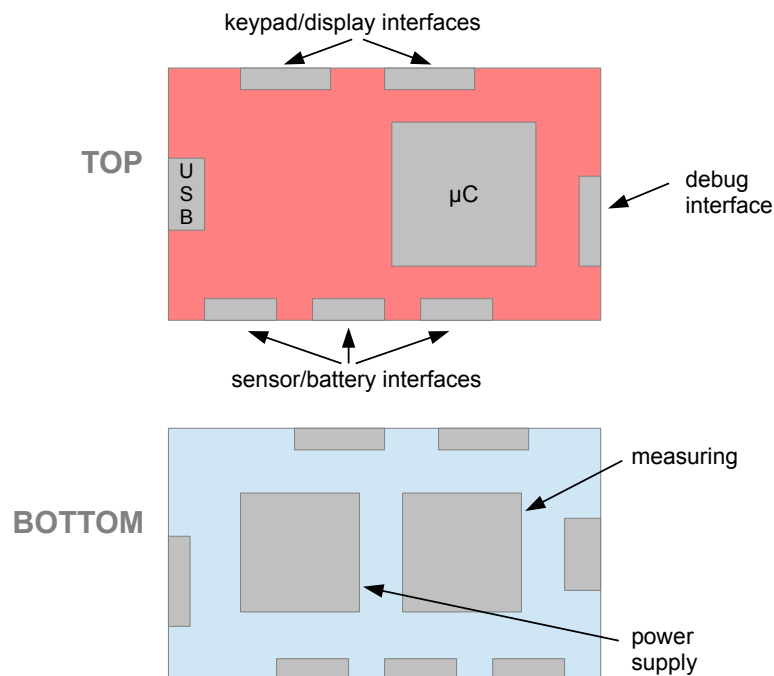 keypad/display interfaces
TOP
U
S
B
µC
debug
interface
sensor/battery interfaces
measuring
BOTTOM
power
supply